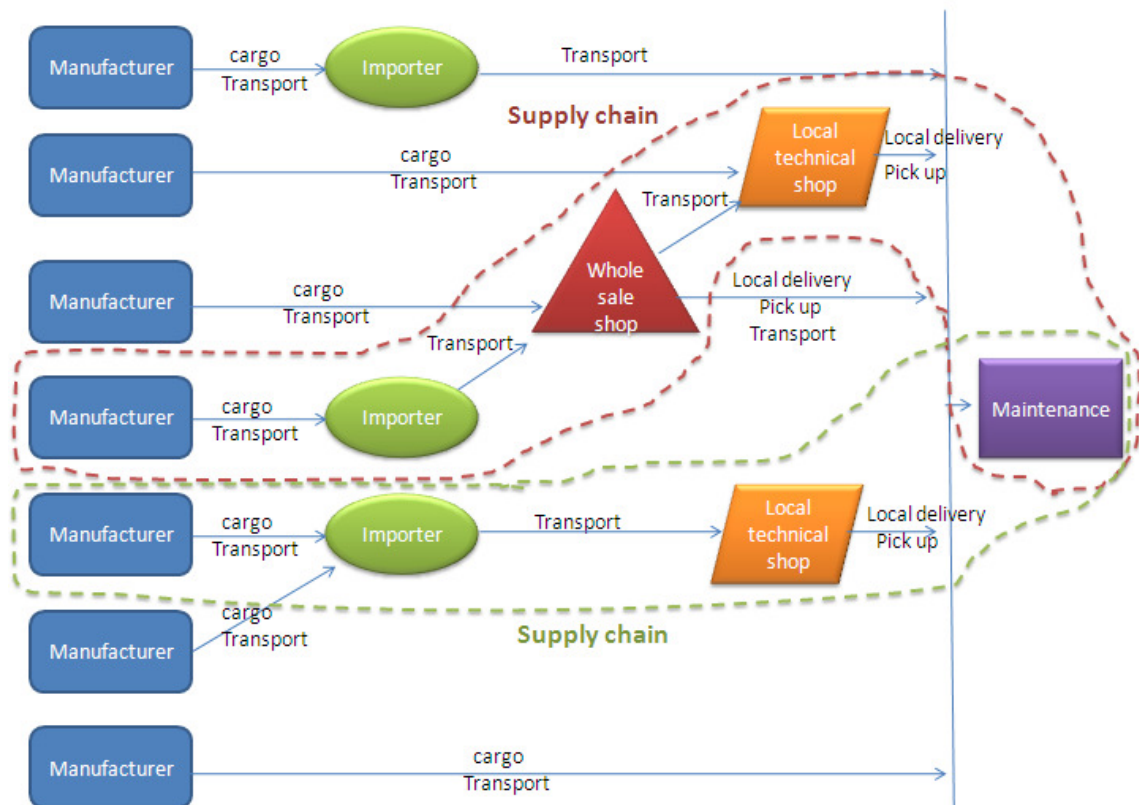 Manufacturer
cargo
Transport
Importer
Transport
Supply chain
Manufacturer
cargo
Transport
Local
technical
shop
Local delivery
Pick up
Transport
Manufacturer
cargo
Transport
Whole
sale
shop
Local delivery
Pick up
Transport
Transport
Manufacturer
cargo
Transport
Importer
Maintenance
Manufacturer
cargo
Transport
Importer
Transport
Local
technical
shop
Local delivery
Pick up
Manufacturer
cargo
Transport
Supply chain
Manufacturer
cargo
Transport